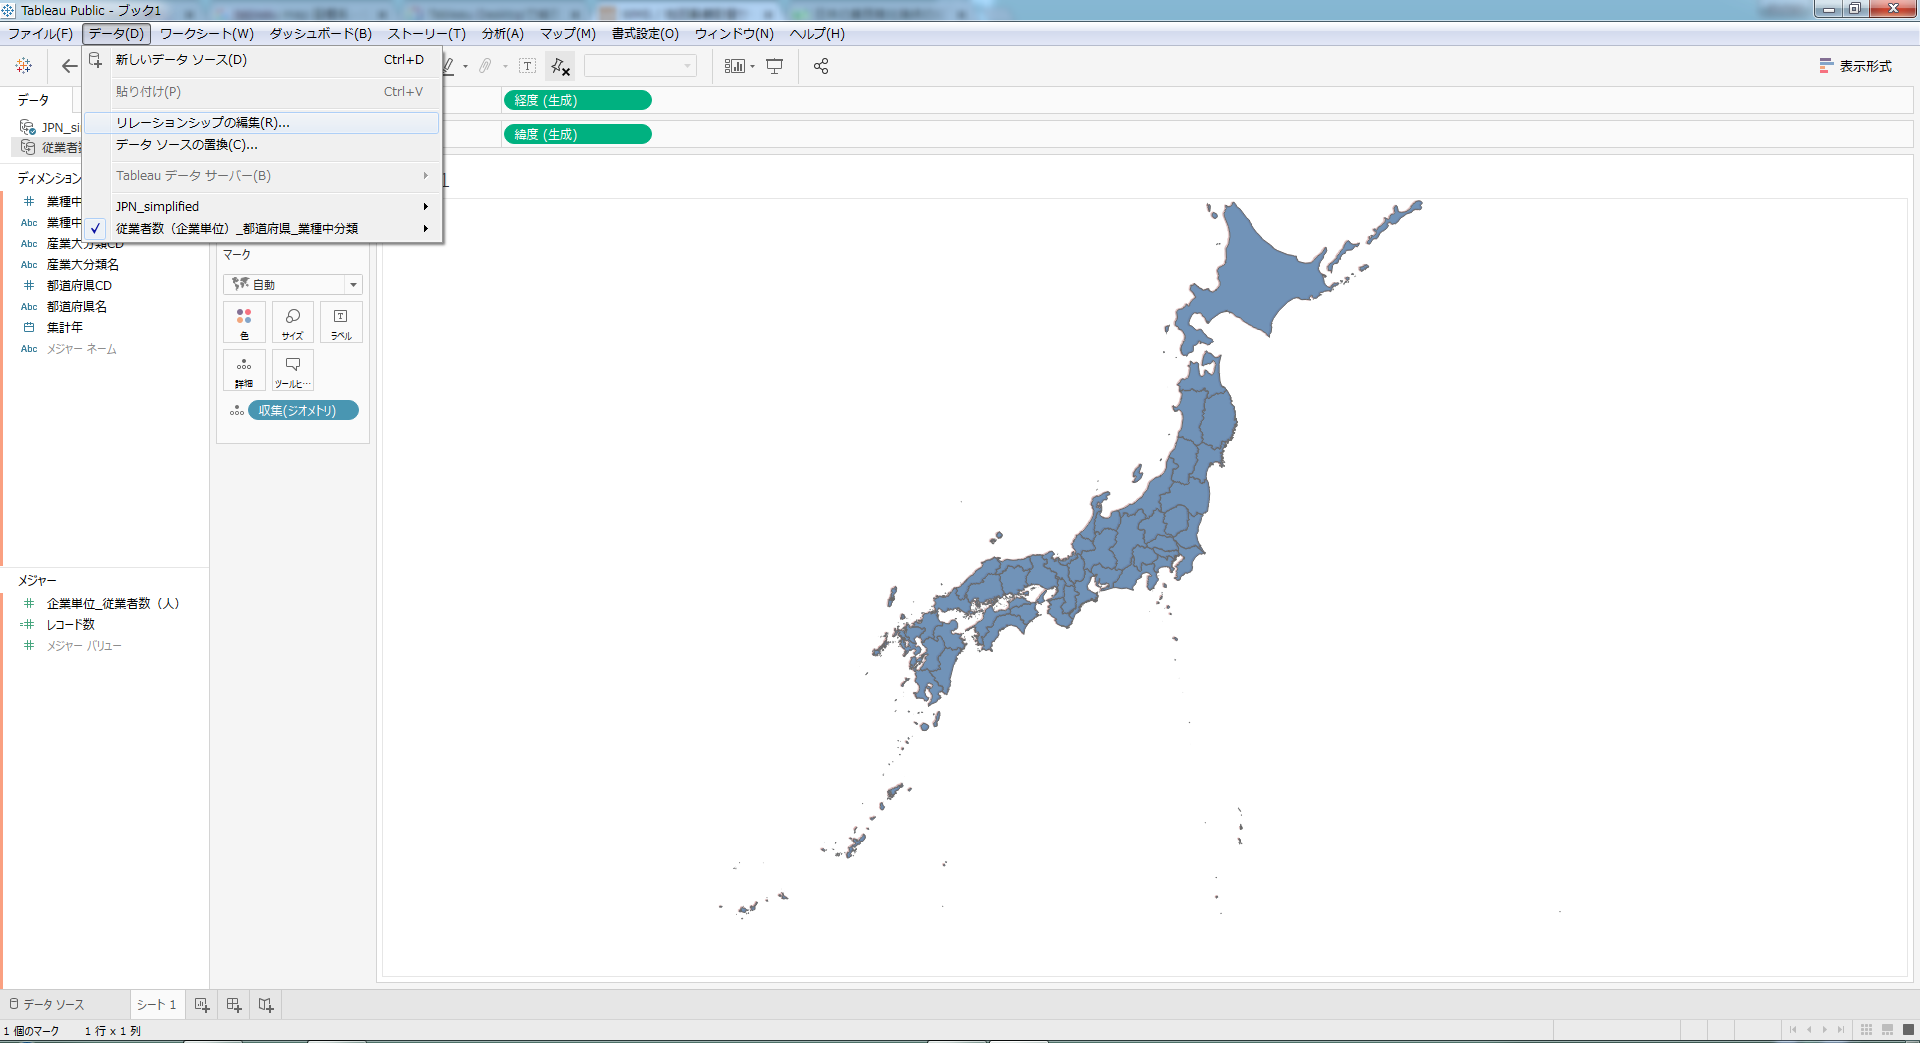 Tableau Public - ブック1
ファイル(F) データ(D) ワークシート(W) ダッシュボード(B) ストーリー(T) 分析(A) マップ(M) 書式設定(O) ウィンドウ(N) ヘルプ(H)
新しいデータ ソース(D) Ctrl+D
貼り付け(P) Ctrl+V
リレーションシップの編集(R)...
データ ソースの置換(C)...
Tableau データ サーバー(B)
JPN_simplified
従業者数（企業単位）_都道府県_業種中分類
表示形式
データ
経度 (生成)
JPN_si
緯度 (生成)
従業者
ディメンション
業種中
業種中
Abc
産業大分類CD
Abc
産業大分類名
Abc
都道府県CD
都道府県名
Abc
集計年
メジャー ネーム
Abc
マーク
自動
色 サイズ ラベル
詳細 ツールヒ…
収集(ジオメトリ)
メジャー
企業単位_従業者数（人）
レコード数
メジャー バリュー
データ ソース シート 1
1 個のマーク 1 行 x 1 列